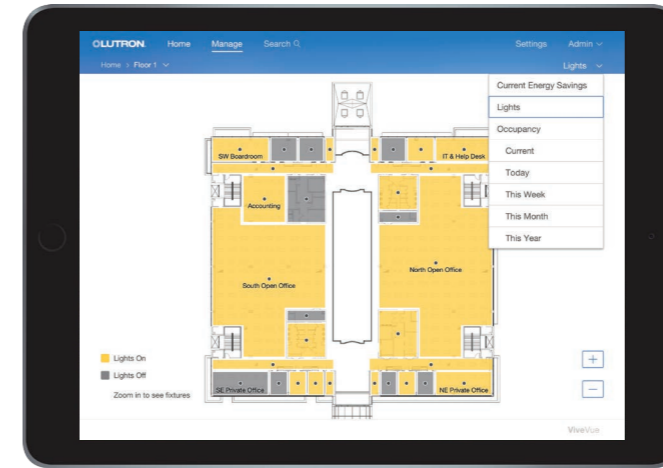 LUTRON
Home
Manage
Search
Settings
Admin
Home > Floor 1
Lights
Current Energy Savings
Lights
Occupancy
Current
Today
This Week
This Month
This Year
SW Boardroom
IT & Help Desk
Accounting
South Open Office
North Open Office
Lights On
Lights Off
Zoom in to see fixtures
SE Private Office
NE Private Office
ViveVue